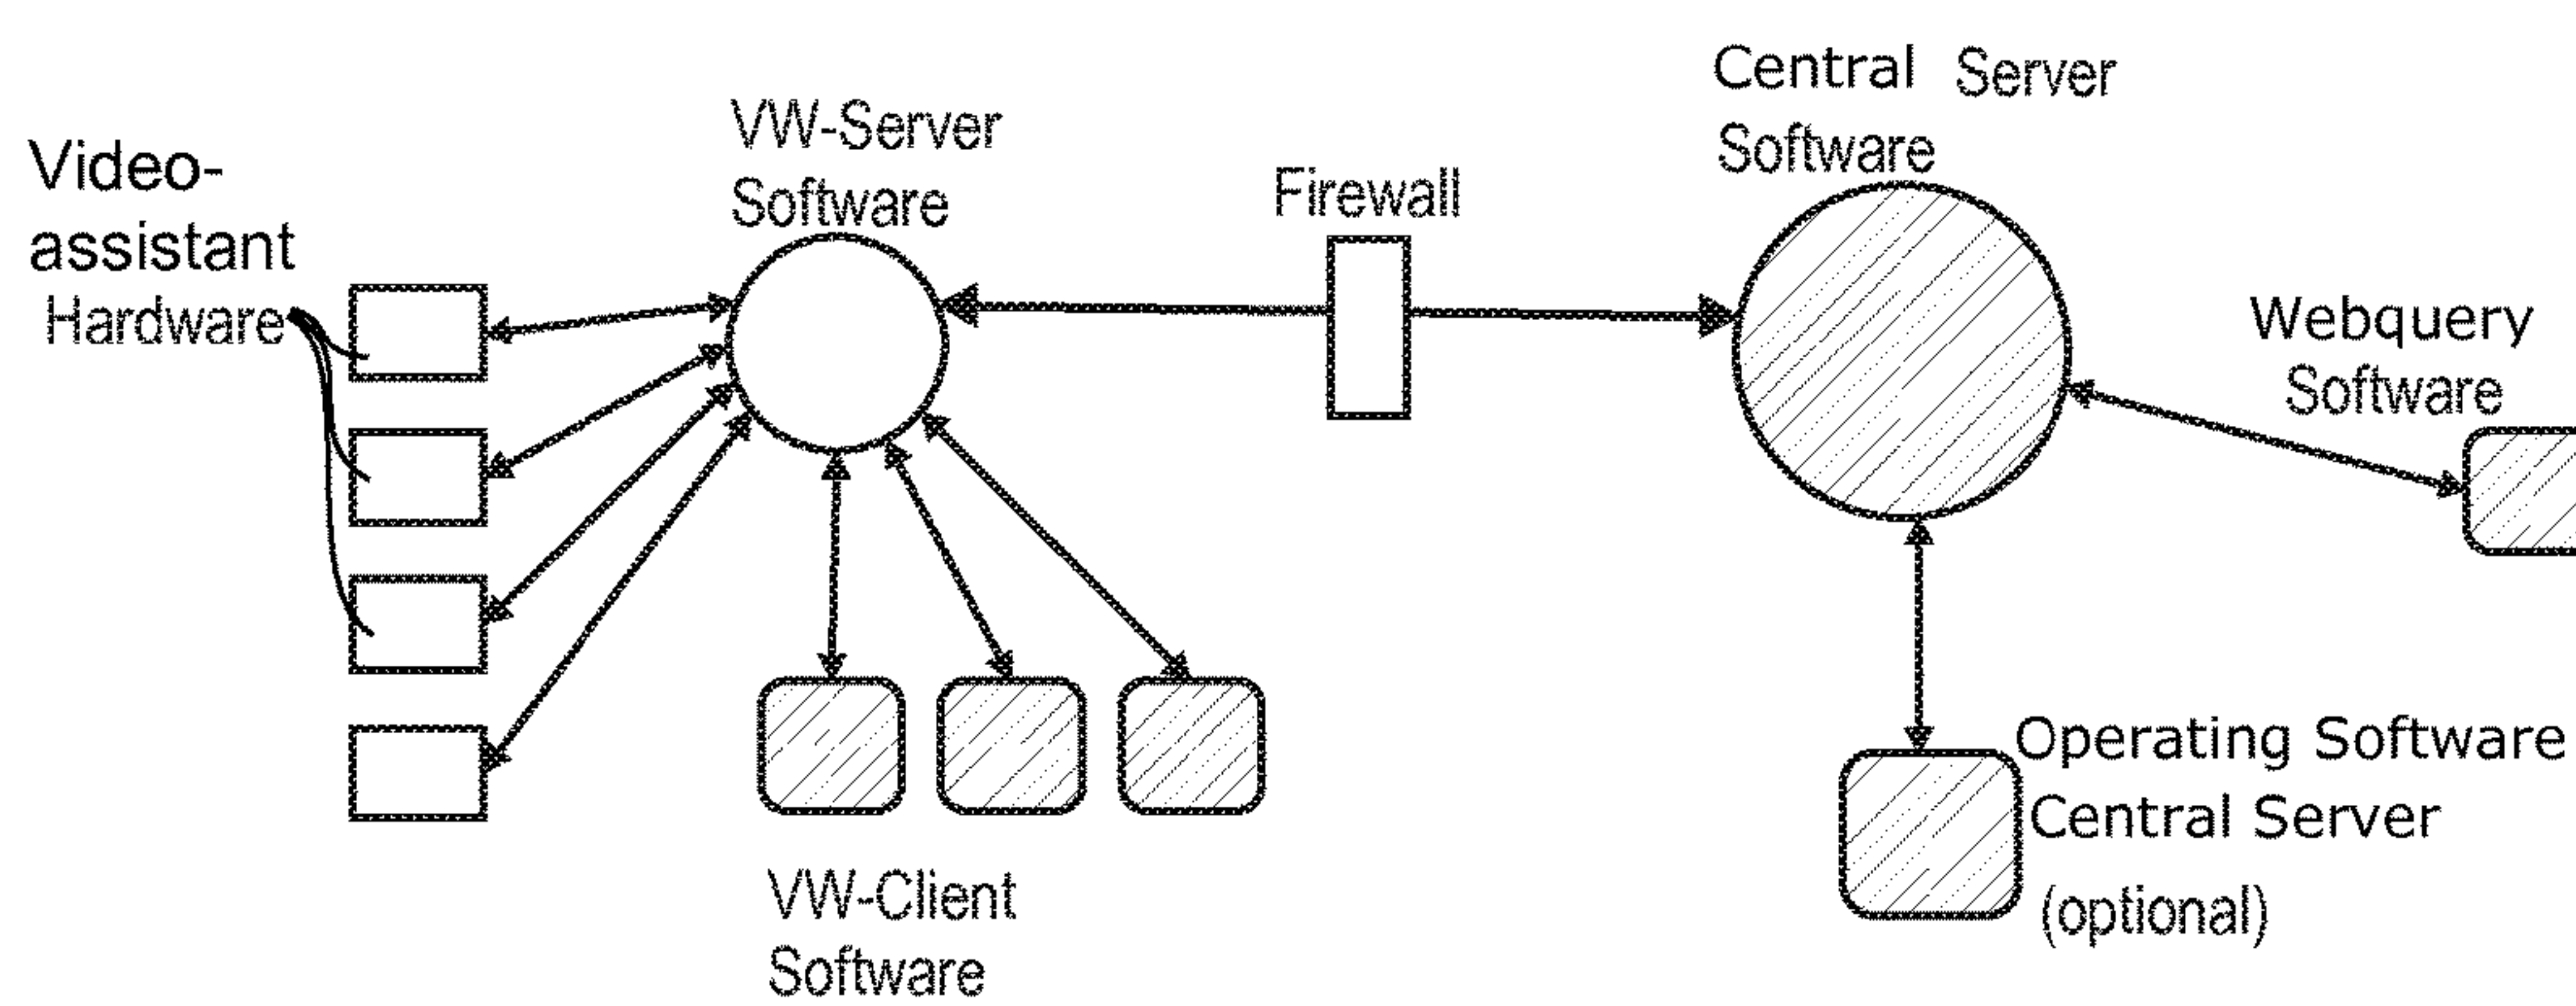 Video-
assistant
Hardware
VW-Server
Software
Firewall
Central Server
Software
Webquery
Software
VW-Client
Software
Operating Software
Central Server
(optional)